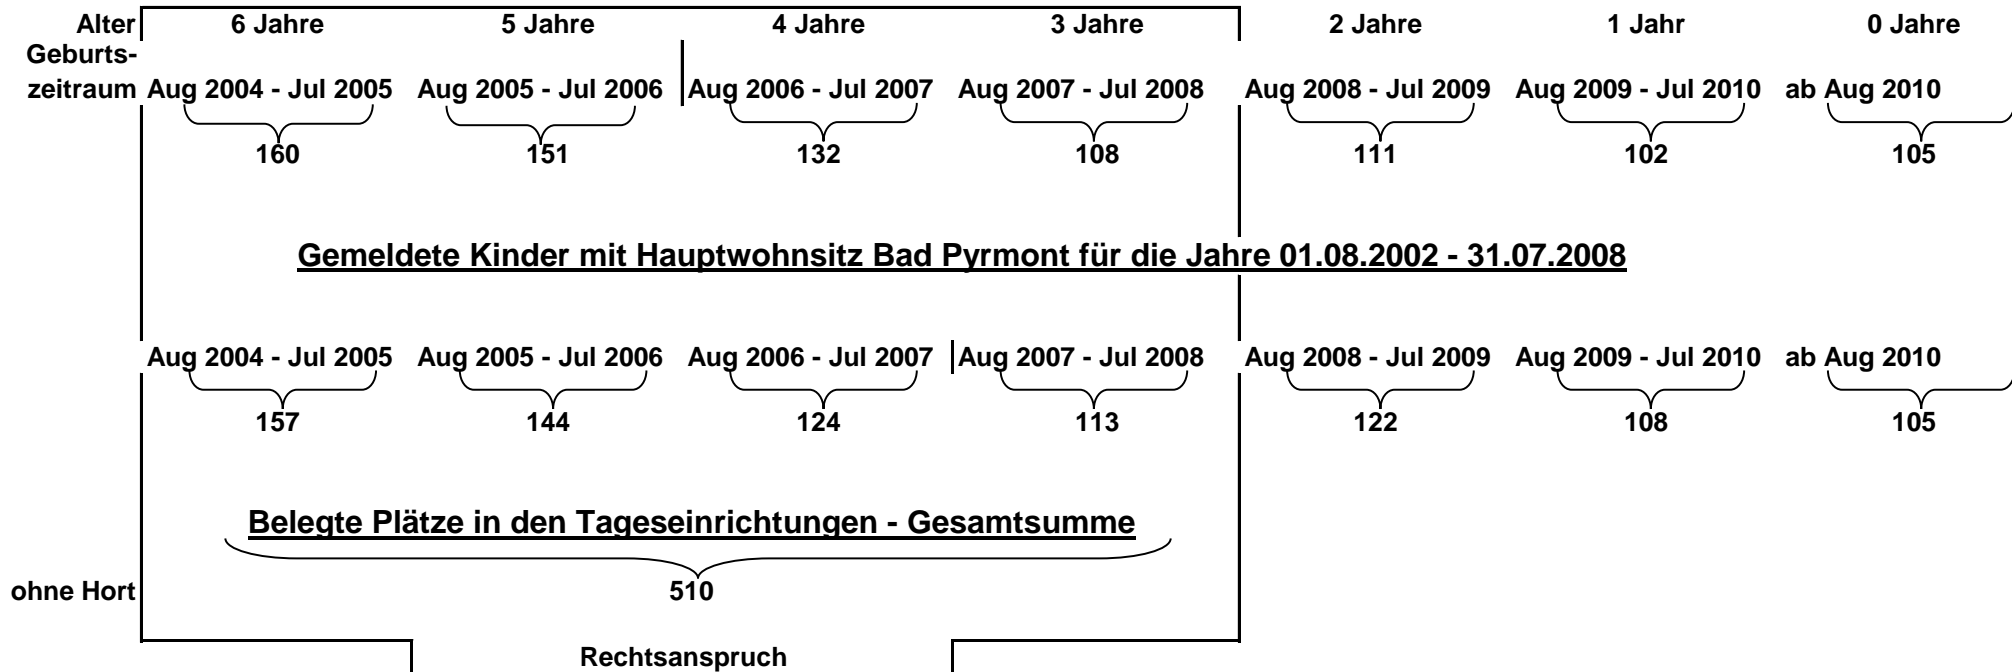 Alter 6 Jahre 5 Jahre 4 Jahre 3 Jahre 2 Jahre 1 Jahr 0 Jahre
Geburts-
zeitraum Aug 2004 - Jul 2005 Aug 2005 - Jul 2006 Aug 2006 - Jul 2007 Aug 2007 - Jul 2008 Aug 2008 - Jul 2009 Aug 2009 - Jul 2010 ab Aug 2010
160 151 132 108 111 102 105
Gemeldete Kinder mit Hauptwohnsitz Bad Pyrmont für die Jahre 01.08.2002 - 31.07.2008
Aug 2004 - Jul 2005 Aug 2005 - Jul 2006 Aug 2006 - Jul 2007 Aug 2007 - Jul 2008 Aug 2008 - Jul 2009 Aug 2009 - Jul 2010 ab Aug 2010
157 144 124 113 122 108 105
Belegte Plätze in den Tageseinrichtungen - Gesamtsumme
ohne Hort 510
Rechtsanspruch